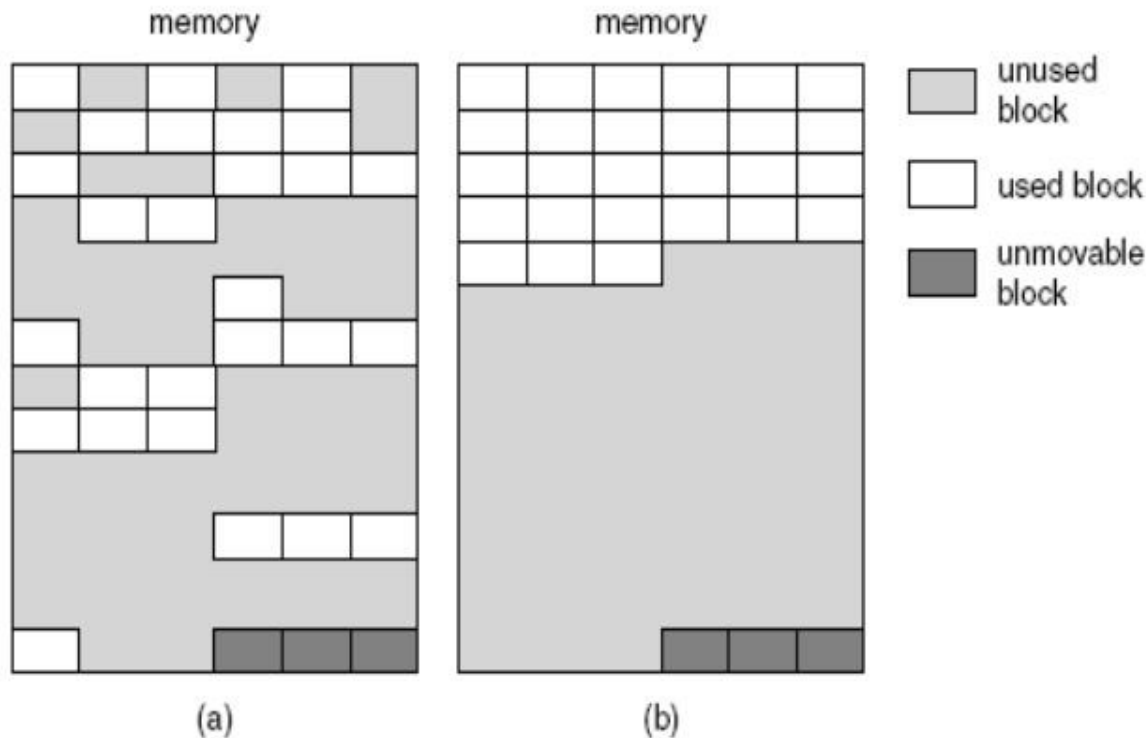 memory
memory
unused
block
used block
unmovable
block
(a)
(b)